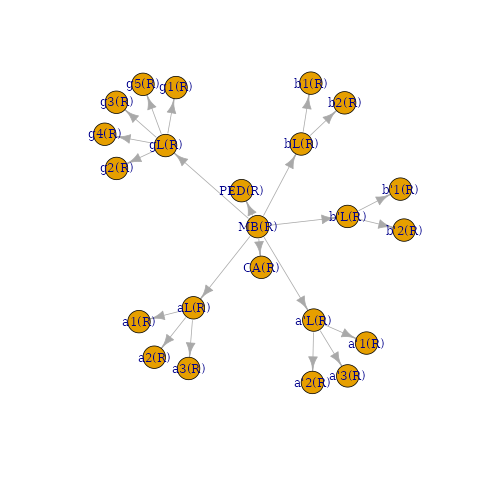 g5(R)
g1(R)
b1(R)
g3(R)
b2(R)
g4(R)
gL(R)
bL(R)
g2(R)
PED(R)
b'1(R)
b'L(R)
MB(R)
b'2(R)
CA(R)
aL(R)
a1(R)
a'L(R)
a2(R)
a'1(R)
a3(R)
a'3(R)
a'2(R)